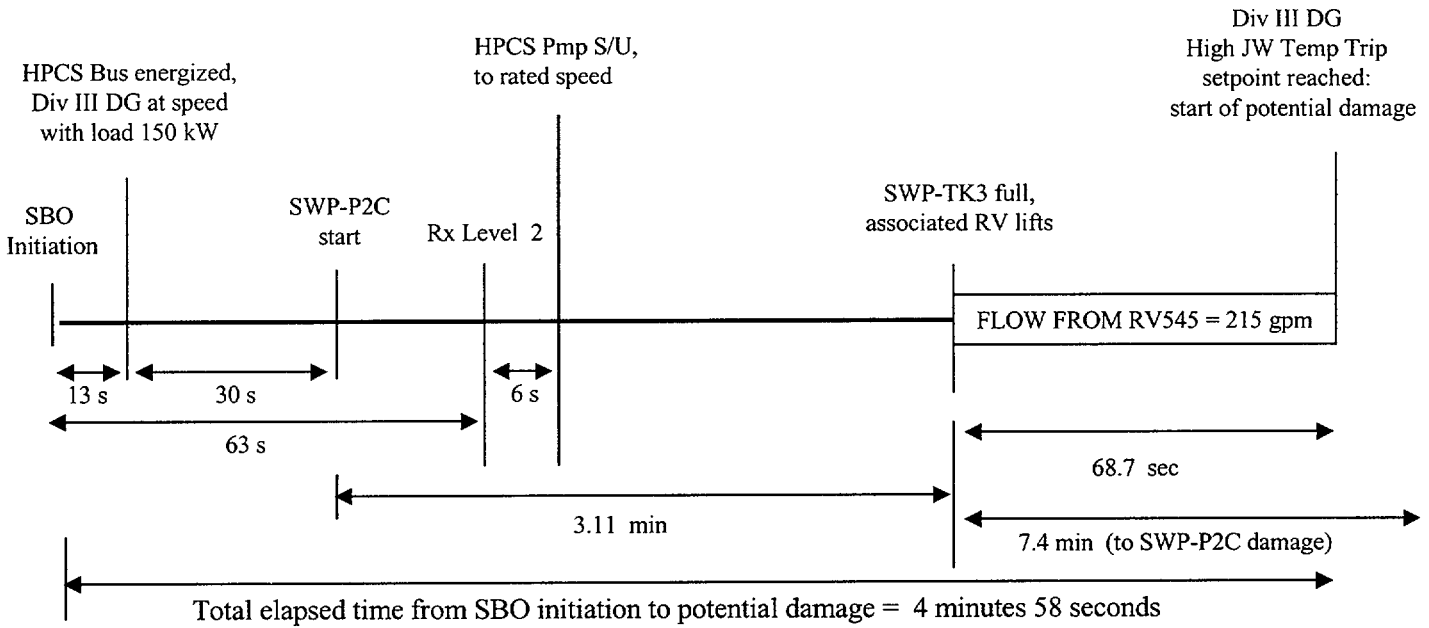 Div III DG
High JW Temp Trip
setpoint reached:
start of potential damage
HPCS Pmp S/U,
to rated speed
HPCS Bus energized,
Div III DG at speed
with load 150 kW
SWP-TK3 full,
associated RV lifts
SBO
Initiation
SWP-P2C
start
Rx Level 2
FLOW FROM RV545 = 215 gpm
13 s
30 s
6 s
63 s
68.7 sec
3.11 min
7.4 min (to SWP-P2C damage)
Total elapsed time from SBO initiation to potential damage = 4 minutes 58 seconds